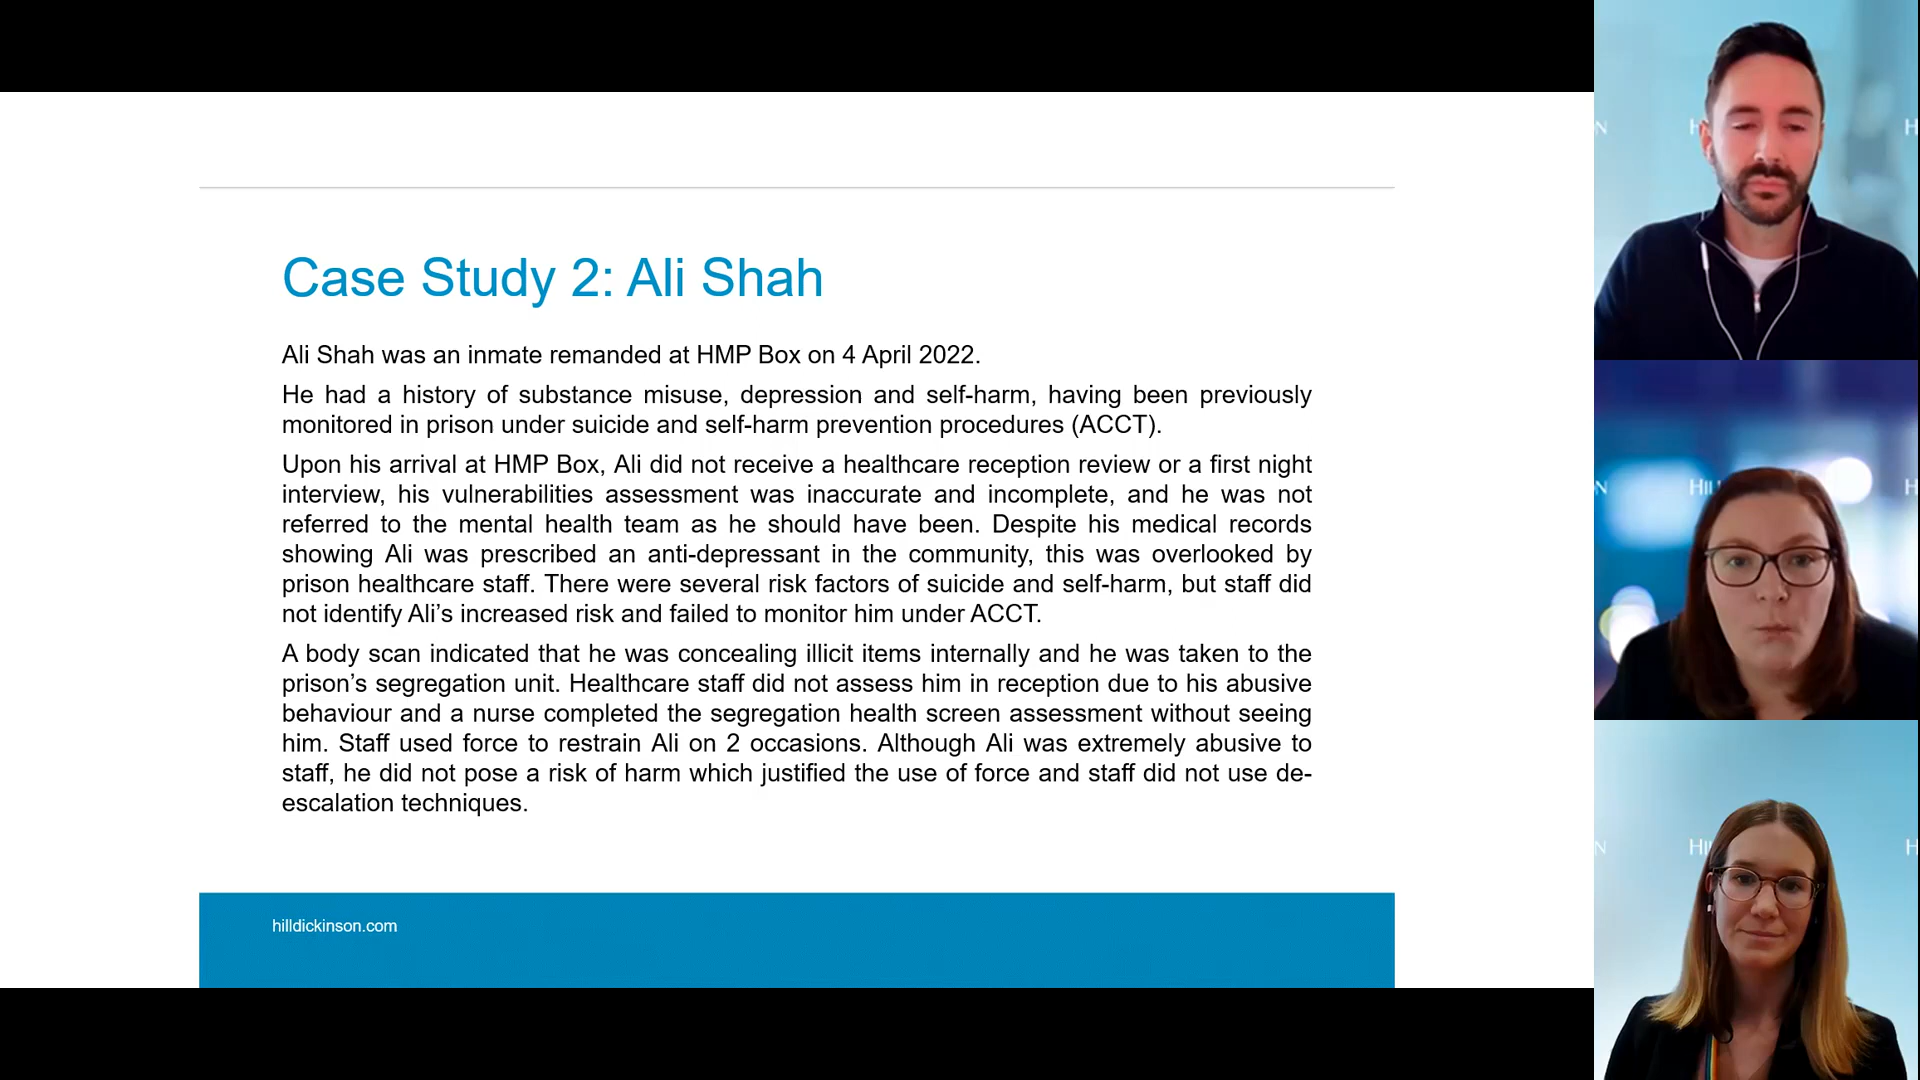 Case Study 2: Ali Shah
Ali Shah was an inmate remanded at HMP Box on 4 April 2022.
He had a history of substance misuse, depression and self-harm, having been previously
monitored in prison under suicide and self-harm prevention procedures (ACCT).
Upon his arrival at HMP Box, Ali did not receive a healthcare reception review or a first night
interview, his vulnerabilities assessment was inaccurate and incomplete, and he was not
referred to the mental health team as he should have been. Despite his medical records
showing Ali was prescribed an anti-depressant in the community, this was overlooked by
prison healthcare staff. There were several risk factors of suicide and self-harm, but staff did
not identify Ali’s increased risk and failed to monitor him under ACCT.
A body scan indicated that he was concealing illicit items internally and he was taken to the
prison’s segregation unit. Healthcare staff did not assess him in reception due to his abusive
behaviour and a nurse completed the segregation health screen assessment without seeing
him. Staff used force to restrain Ali on 2 occasions. Although Ali was extremely abusive to
staff, he did not pose a risk of harm which justified the use of force and staff did not use de-
escalation techniques.
hilldickinson.com